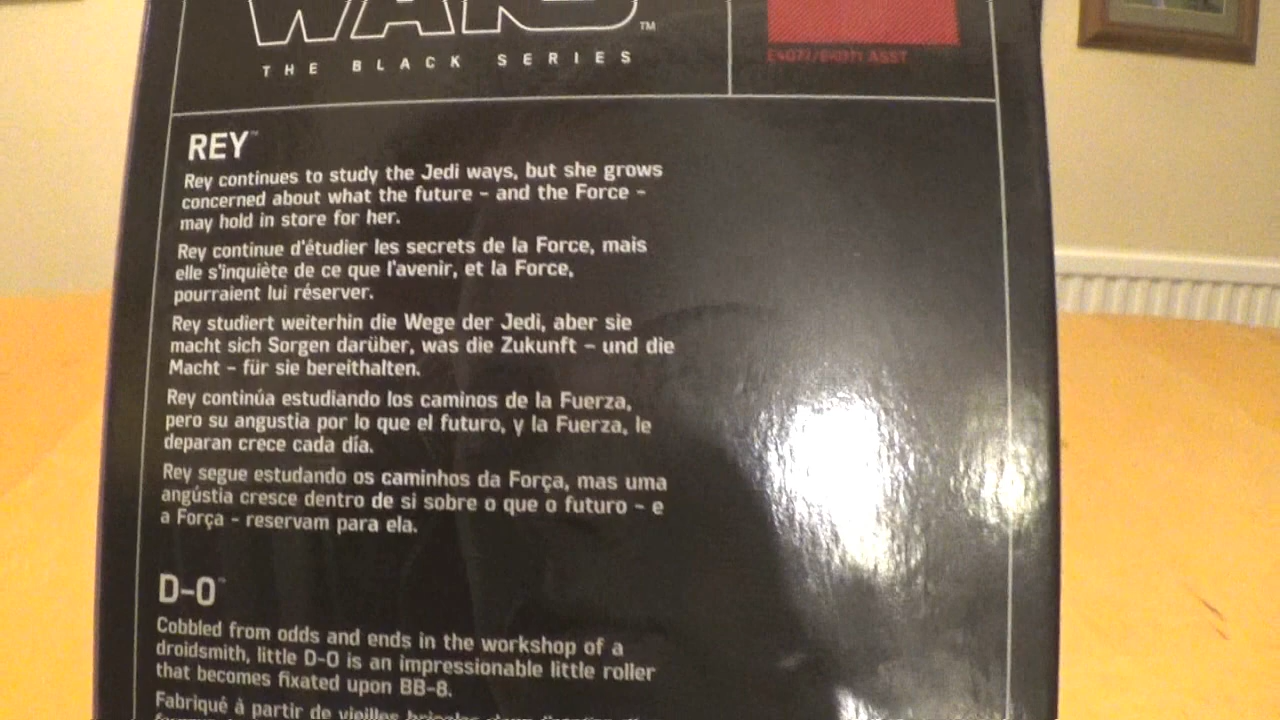 WARS™
THE BLACK SERIES
ASST
REY™
Rey continues to study the Jedi ways, but she grows
concerned about what the future – and the Force –
may hold in store for her.
Rey continue d'étudier les secrets de la Force, mais
elle s'inquiète de ce que l'avenir, et la Force,
pourraient lui réserver.
Rey studiert weiterhin die Wege der Jedi, aber sie
macht sich Sorgen darüber, was die Zukunft – und die
Macht – für sie bereithalten.
Rey continúa estudiando los caminos de la Fuerza,
pero su angustia por lo que el futuro, y la Fuerza, le
deparan crece cada día.
Rey segue estudando os caminhos da Força, mas uma
angústia cresce dentro de si sobre o que o futuro – e
a Força – reservam para ela.
D-O™
Cobbled from odds and ends in the workshop of a
droidsmith, little D-O is an impressionable little roller
that becomes fixated upon BB-8.
Fabriqué à partir de vieilles